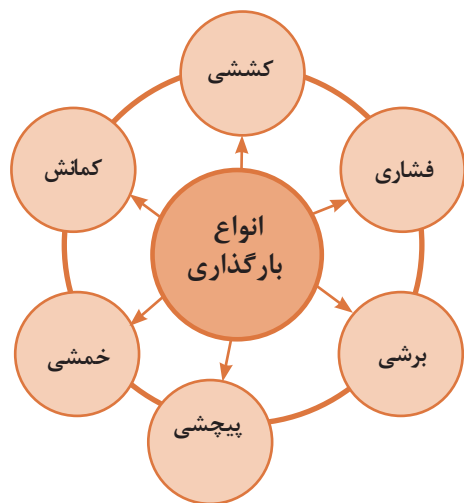 انواع
بارگذاری
کششی
فشاری
برشی
پیچشی
خمشی
کمانش